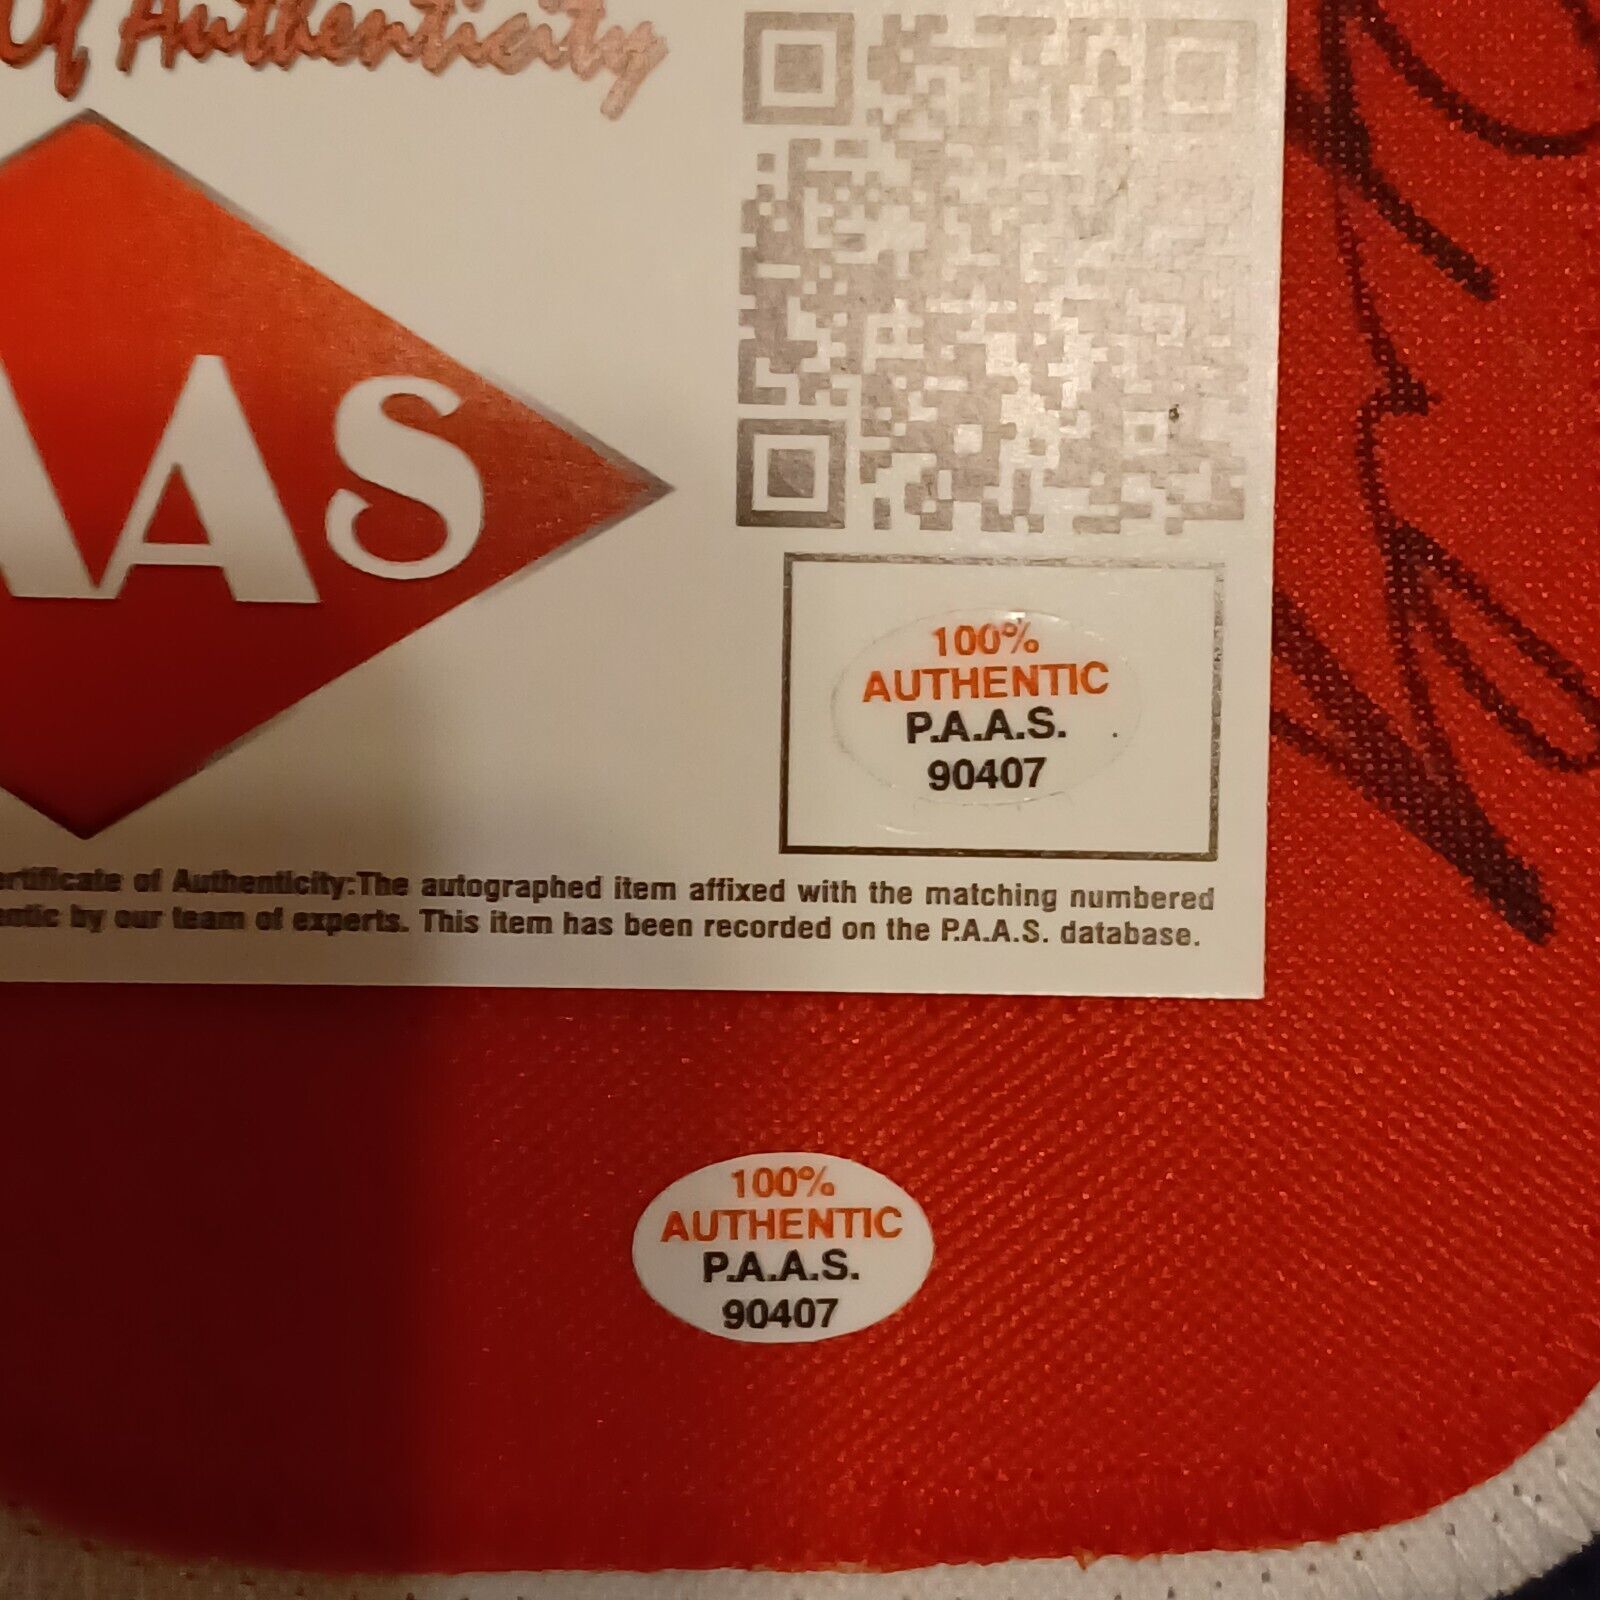 Of Authenticity
AAS
100%
AUTHENTIC
P.A.A.S.
90407
ertificate of Authenticity:The autographed item affixed with the matching numbered
entic by our team of experts. This item has been recorded on the P.A.A.S. database.
100%
AUTHENTIC
P.A.A.S.
90407